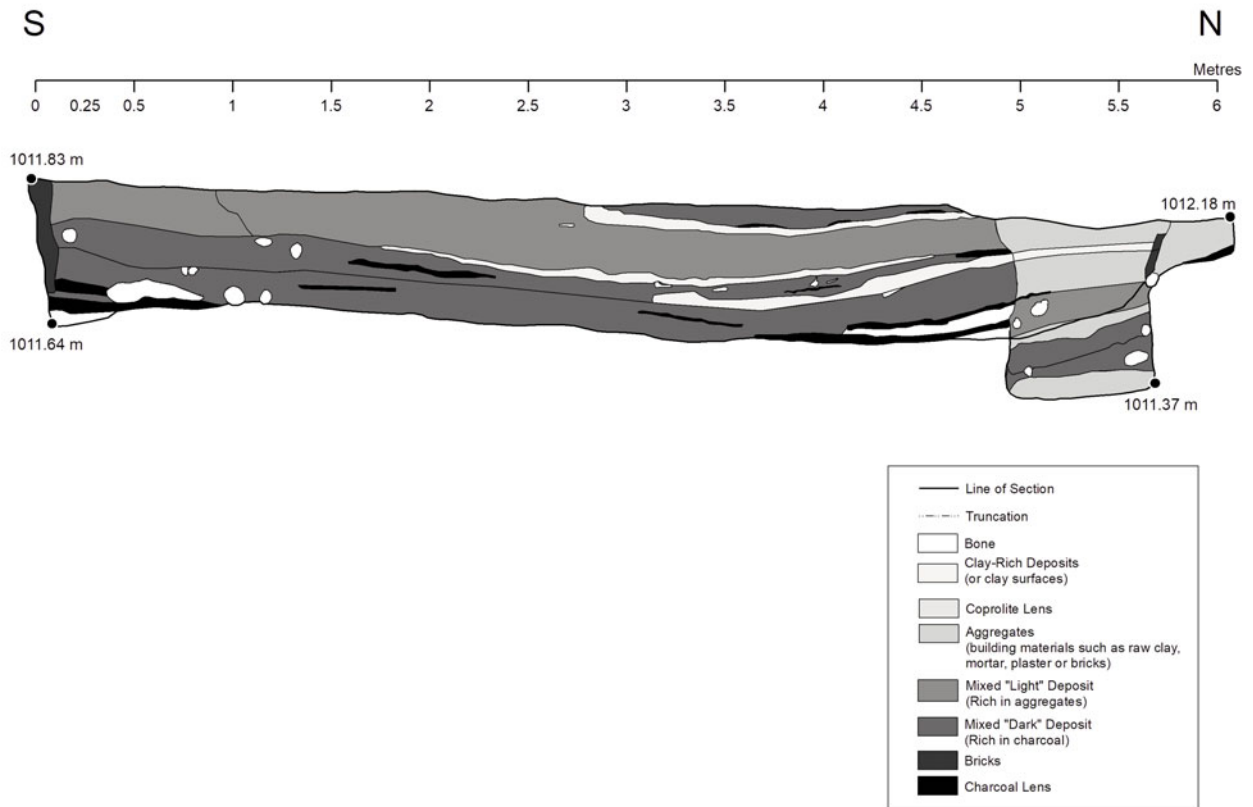 S N
Metres
0 0.25 0.5 1 1.5 2 2.5 3 3.5 4 4.5 5 5.5 6
1011.83 m
1012.18 m
1011.64 m
1011.37 m
Line of Section
Truncation
Bone
Clay-Rich Deposits
(or clay surfaces)
Coprolite Lens
Aggregates
(building materials such as raw clay,
mortar, plaster or bricks)
Mixed "Light" Deposit
(Rich in aggregates)
Mixed "Dark" Deposit
(Rich in charcoal)
Bricks
Charcoal Lens